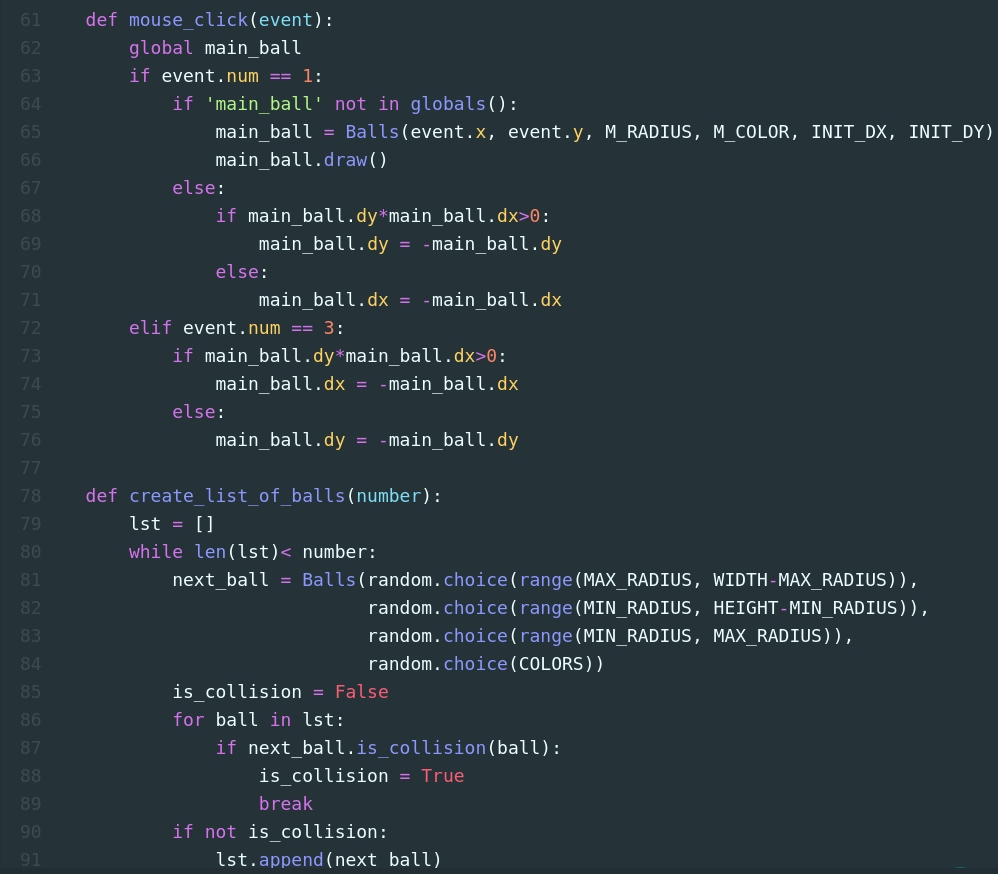 61 def mouse_click(event):
62 global main_ball
63 if event.num == 1:
64 if 'main_ball' not in globals():
65 main_ball = Balls(event.x, event.y, M_RADIUS, M_COLOR, INIT_DX, INIT_DY)
66 main_ball.draw()
67 else:
68 if main_ball.dy*main_ball.dx>0:
69 main_ball.dy = -main_ball.dy
70 else:
71 main_ball.dx = -main_ball.dx
72 elif event.num == 3:
73 if main_ball.dy*main_ball.dx>0:
74 main_ball.dx = -main_ball.dx
75 else:
76 main_ball.dy = -main_ball.dy
77
78 def create_list_of_balls(number):
79 lst = []
80 while len(lst)< number:
81 next_ball = Balls(random.choice(range(MAX_RADIUS, WIDTH-MAX_RADIUS)),
82 random.choice(range(MIN_RADIUS, HEIGHT-MIN_RADIUS)),
83 random.choice(range(MIN_RADIUS, MAX_RADIUS)),
84 random.choice(COLORS))
85 is_collision = False
86 for ball in lst:
87 if next_ball.is_collision(ball):
88 is_collision = True
89 break
90 if not is_collision:
91 lst.append(next_ball)